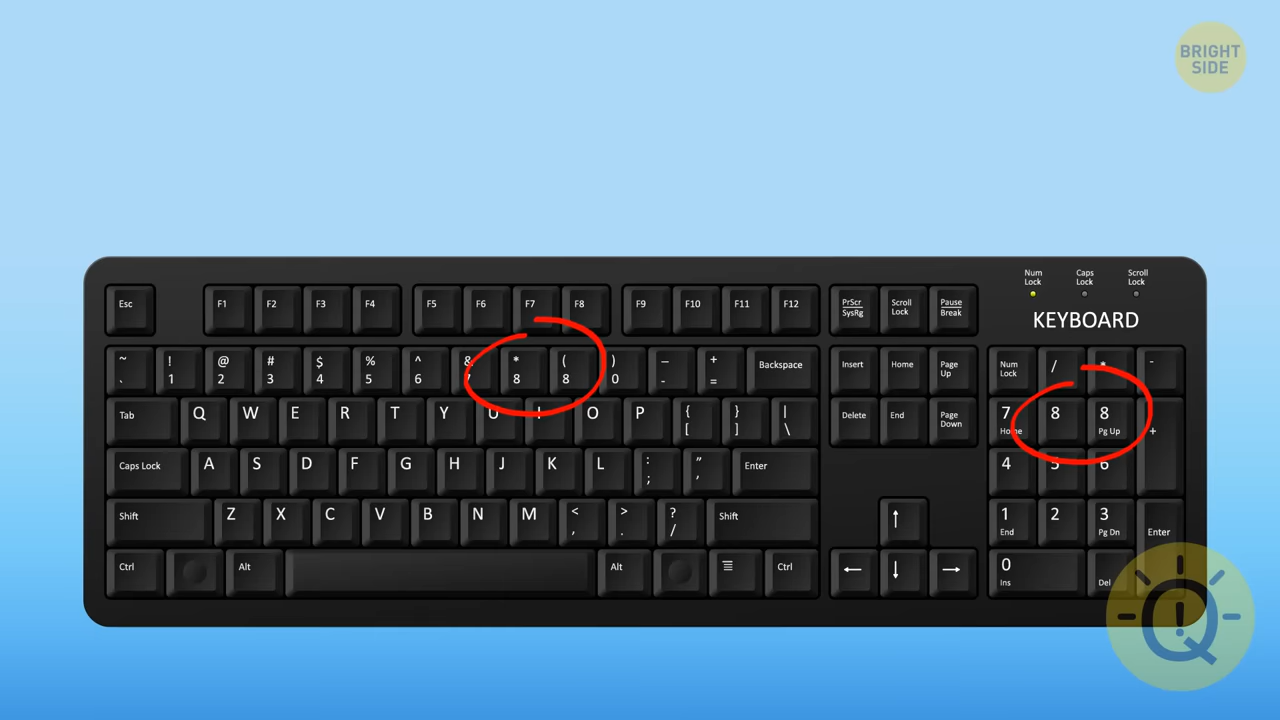 BRIGHT
SIDE
Num Lock Caps Lock Scroll Lock
KEYBOARD
Esc F1 F2 F3 F4 F5 F6 F7 F8 F9 F10 F11 F12 PrScr SysRg Scroll Lock Pause Break
~ ! @ # $ % ^ & * ( ) – + Backspace Insert Home Page Up Num Lock / * -
` 1 2 3 4 5 6 7 8 8 0 - =
Tab Q W E R T Y U I O P { [ } ] | \ Delete End Page Down 7 Home 8 8 Pg Up +
Caps Lock A S D F G H J K L : ; " ' Enter 4 5 6
Shift Z X C V B N M < , > . ? / Shift ↑ 1 End 2 3 Pg Dn Enter
Ctrl Alt Alt Ctrl ← ↓ → 0 Ins Del
Q!